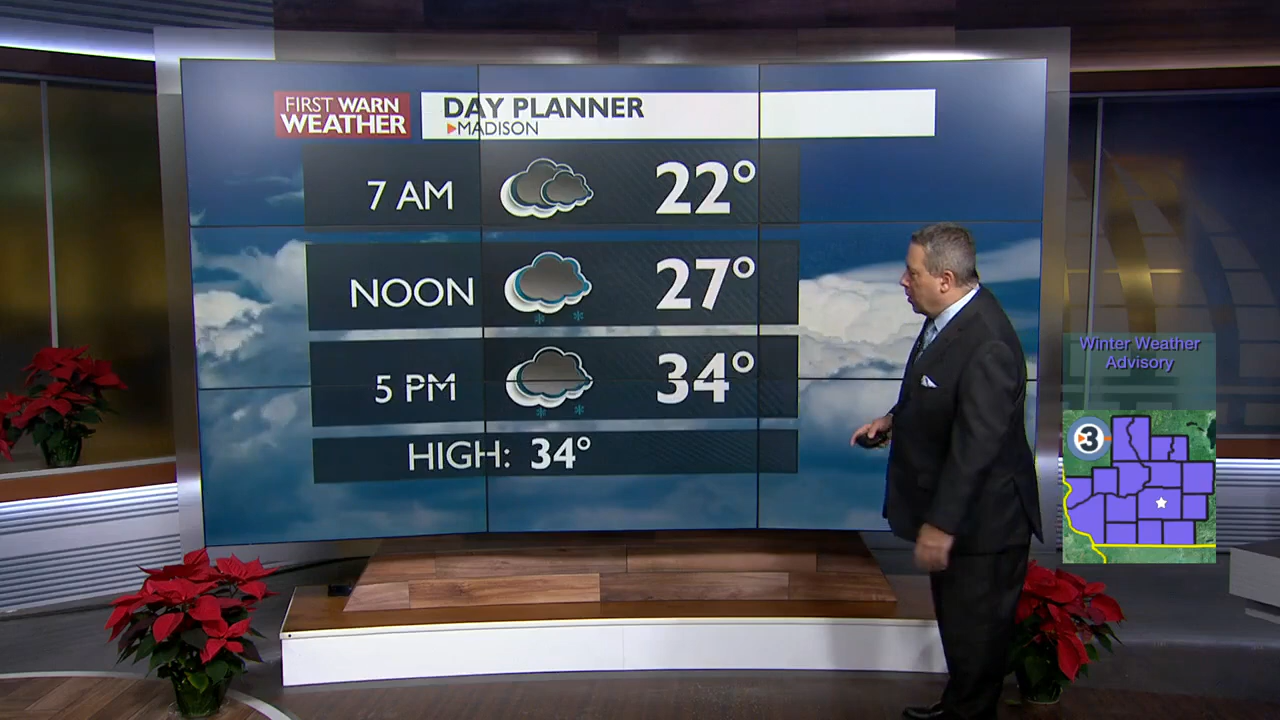 FIRST WARN
WEATHER
DAY PLANNER
MADISON
7 AM 22°
NOON 27°
5 PM 34°
HIGH: 34°
Winter Weather
Advisory
3